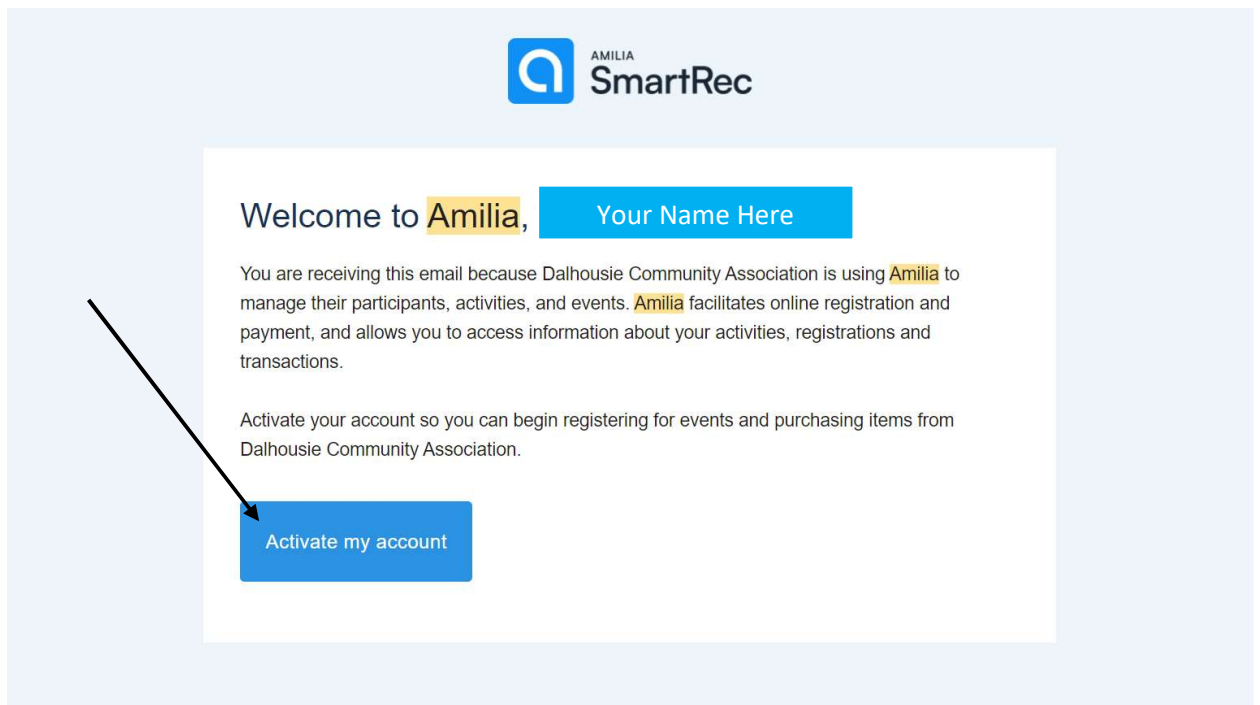 AMILIA
SmartRec
Welcome to Amilia, Your Name Here
You are receiving this email because Dalhousie Community Association is using Amilia to
manage their participants, activities, and events. Amilia facilitates online registration and
payment, and allows you to access information about your activities, registrations and
transactions.
Activate your account so you can begin registering for events and purchasing items from
Dalhousie Community Association.
Activate my account